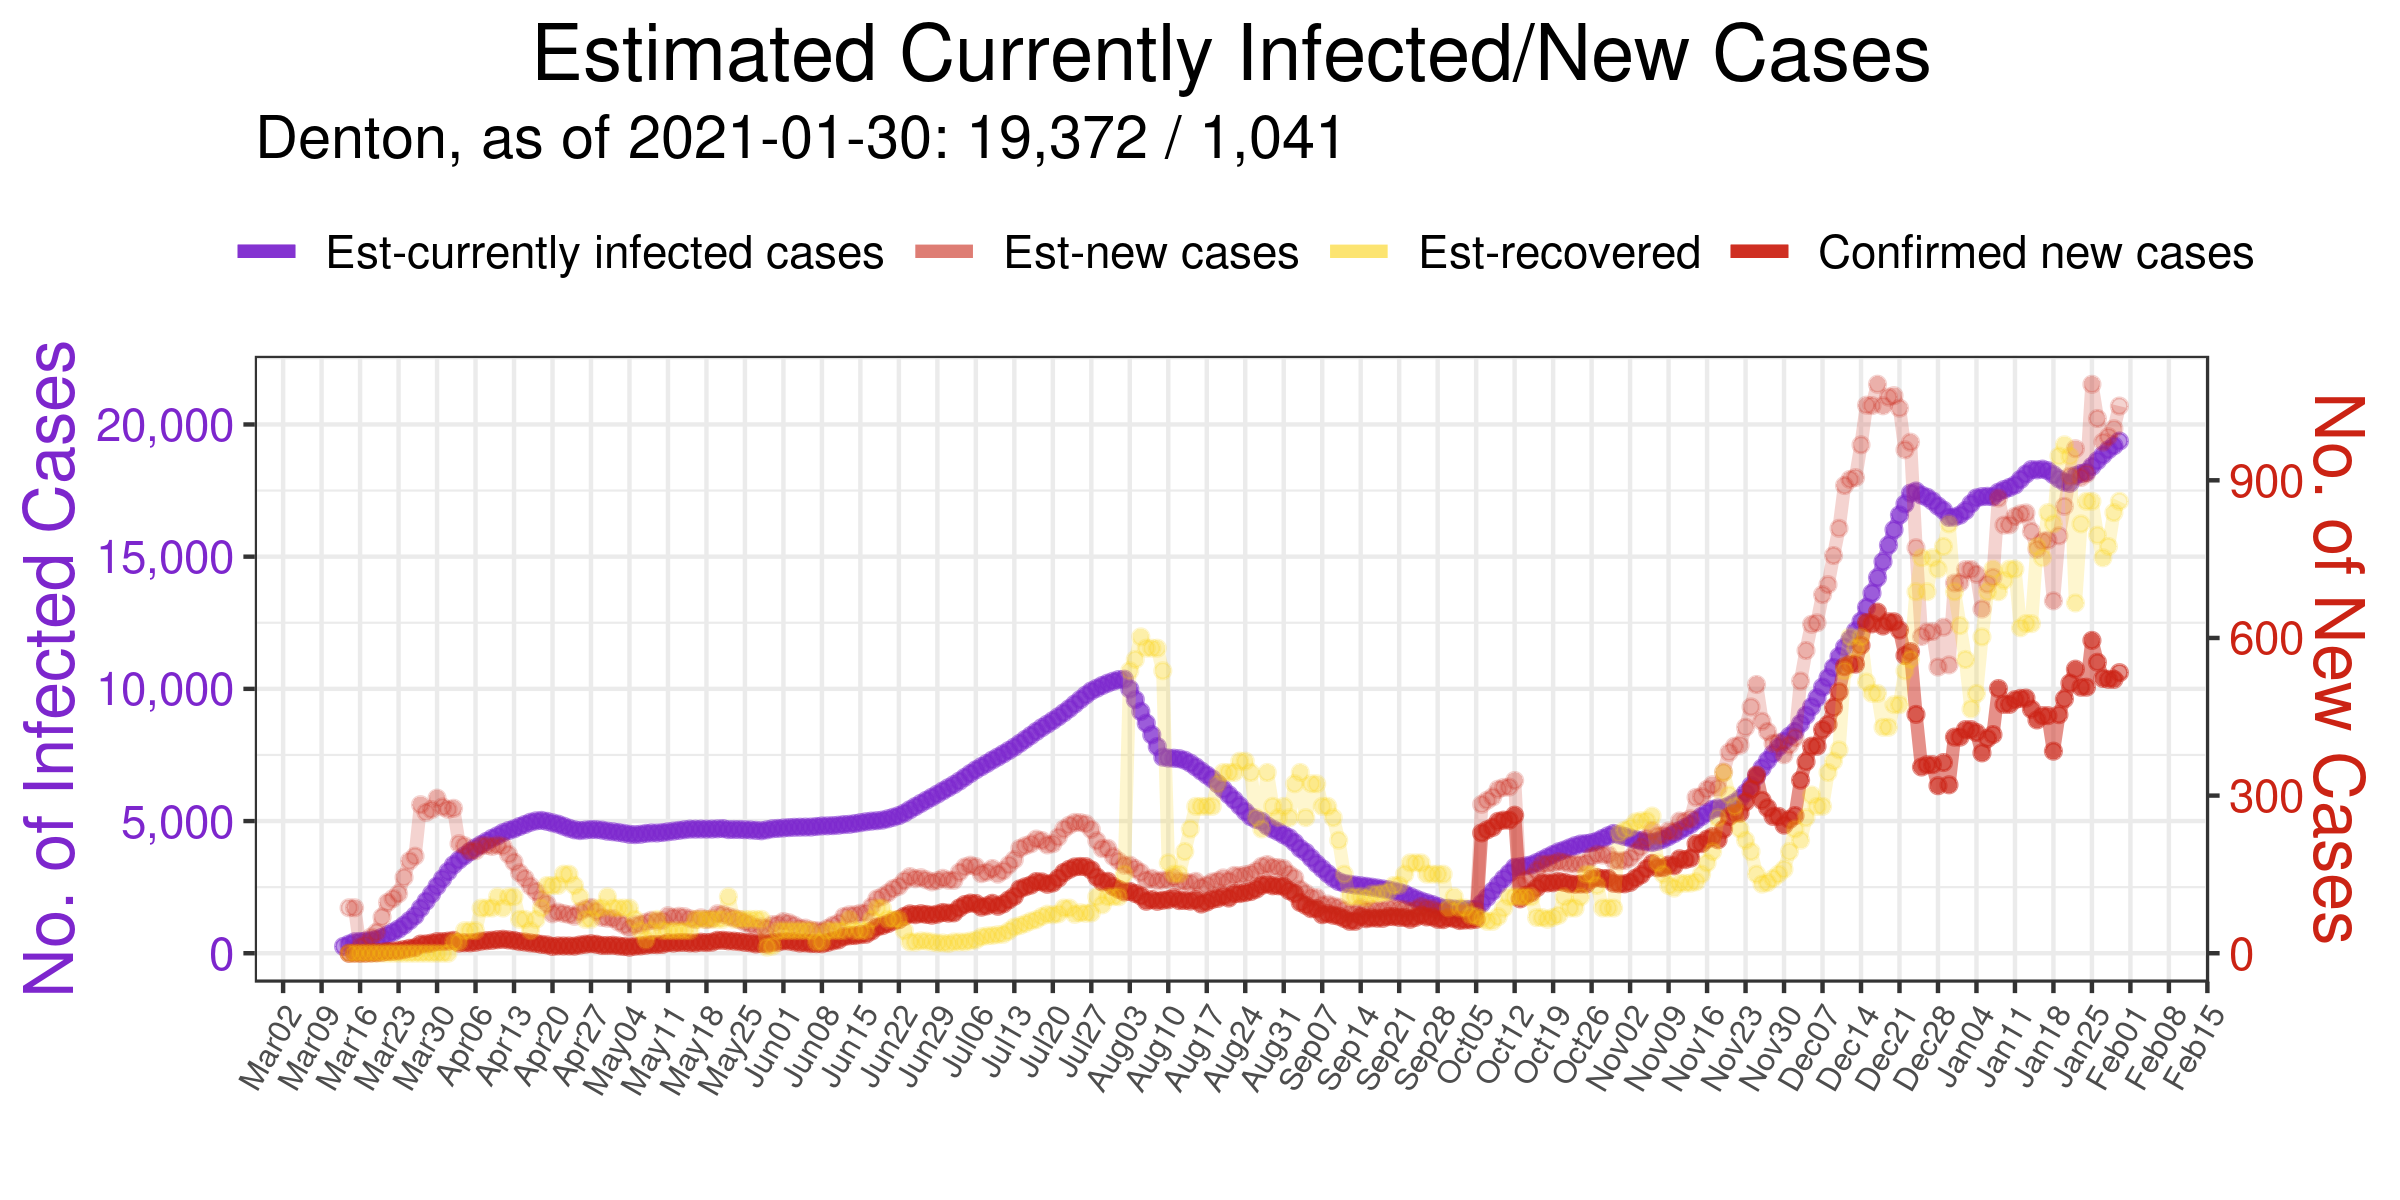 Estimated Currently Infected/New Cases
Denton, as of 2021-01-30: 19,372 / 1,041
Est-currently infected cases Est-new cases Est-recovered Confirmed new cases
No. of Infected Cases
20,000
15,000
10,000
5,000
0
No. of New Cases
900
600
300
0
Mar02 Mar09 Mar16 Mar23 Mar30 Apr06 Apr13 Apr20 Apr27 May04 May11 May18 May25 Jun01 Jun08 Jun15 Jun22 Jun29 Jul06 Jul13 Jul20 Jul27 Aug03 Aug10 Aug17 Aug24 Aug31 Sep07 Sep14 Sep21 Sep28 Oct05 Oct12 Oct19 Oct26 Nov02 Nov09 Nov16 Nov23 Nov30 Dec07 Dec14 Dec21 Dec28 Jan04 Jan11 Jan18 Jan25 Feb01 Feb08 Feb15